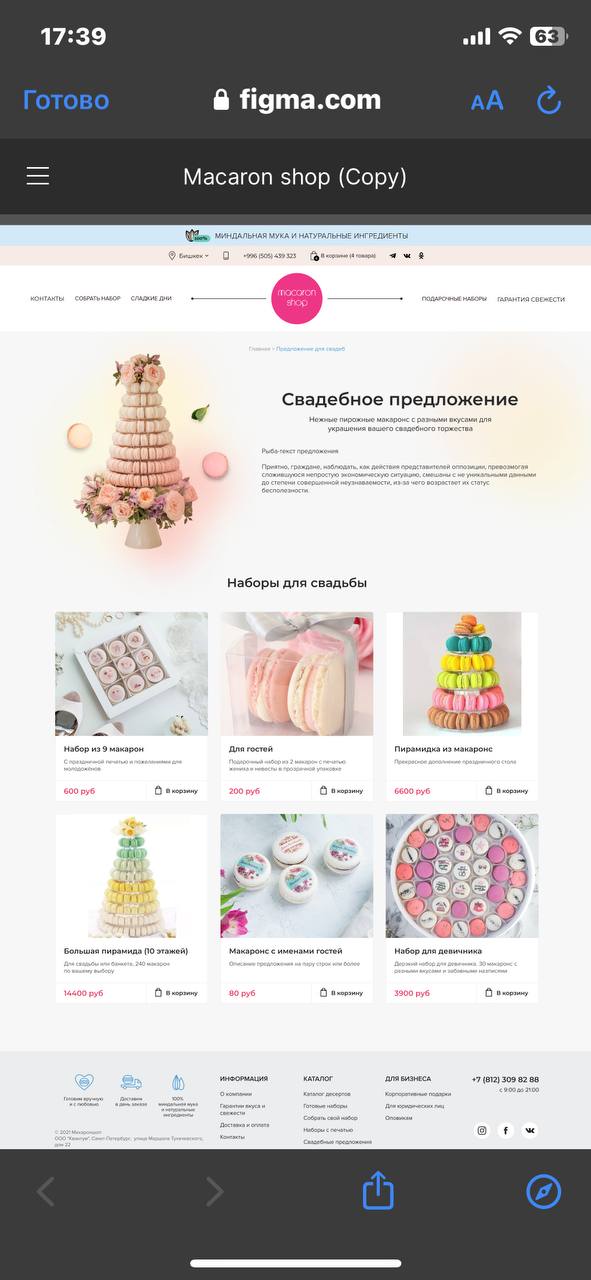 17:39
63
Готово
figma.com
AA
Macaron shop (Copy)
100%
МИНДАЛЬНАЯ МУКА И НАТУРАЛЬНЫЕ ИНГРЕДИЕНТЫ
Бишкек
+996 (505) 439 323
В корзине (4 товара)
КОНТАКТЫ
СОБРАТЬ НАБОР
СЛАДКИЕ ДНИ
macaron
shop
ПОДАРОЧНЫЕ НАБОРЫ
ГАРАНТИЯ СВЕЖЕСТИ
Главная > Предложение для свадеб
Свадебное предложение
Нежные пирожные макаронс с разными вкусами для
украшения вашего свадебного торжества
Рыба-текст предложения
Приятно, граждане, наблюдать, как действия представителей оппозиции, превозмогая
сложившуюся непростую экономическую ситуацию, смешаны с не уникальными данными
до степени совершенной неузнаваемости, из-за чего возрастает их статус
бесполезности.
Наборы для свадьбы
Набор из 9 макарон
С праздничной печатью и пожеланиями для
молодоженов
600 руб
В корзину
Для гостей
Подарочный набор из 2 макарон с печатью
жениха и невесты в прозрачной упаковке
200 руб
В корзину
Пирамидка из макаронс
Прекрасное дополнение праздничного стола
6600 руб
В корзину
Большая пирамида (10 этажей)
Для свадьбы или банкета, 240 макарон
по вашему выбору
14400 руб
В корзину
Макаронс с именами гостей
Описание предложения на пару строк или более
80 руб
В корзину
Набор для девичника
Дерзкий набор для девичника. 30 макаронс с
разными вкусами и забавными надписями
3900 руб
В корзину
Готовим вручную
и с любовью
Доставим
в день заказа
100%
миндальная мука
и натуральные
ингредиенты
© 2021 Макароншоп
ООО "Квантум", Санкт-Петербург, улица Маршала Тухачевского,
дом 22
ИНФОРМАЦИЯ
О компании
Гарантии вкуса и
свежести
Доставка и оплата
Контакты
КАТАЛОГ
Каталог десертов
Готовые наборы
Собрать свой набор
Наборы с печатью
Свадебные предложения
ДЛЯ БИЗНЕСА
Корпоративные подарки
Для юридических лиц
Оптовикам
+7 (812) 309 82 88
с 9:00 до 21:00